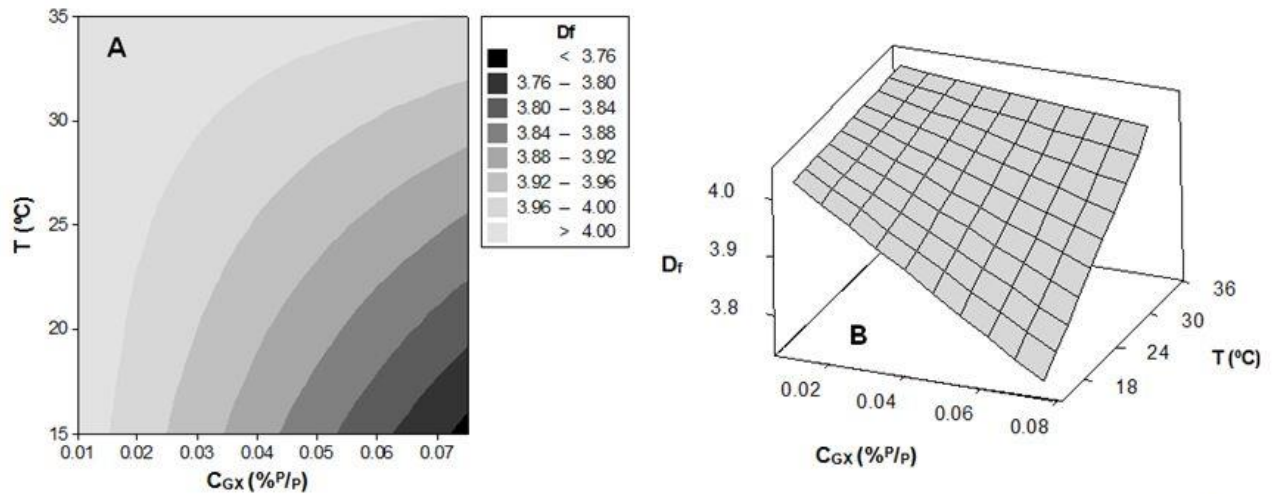 A
35
30
25
20
15
T (ºC)
0.01 0.02 0.03 0.04 0.05 0.06 0.07
CGX (%P/P)
Df
< 3.76
3.76 – 3.80
3.80 – 3.84
3.84 – 3.88
3.88 – 3.92
3.92 – 3.96
3.96 – 4.00
> 4.00
4.0
3.9
3.8
Df
B
0.02 0.04 0.06 0.08
CGX (%P/P)
36
30
24
18
T (ºC)